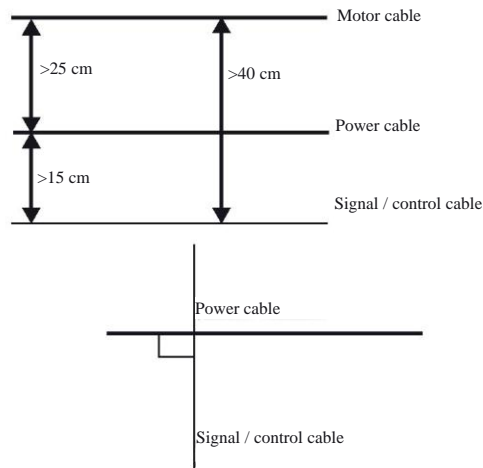 Motor cable
>25 cm
>40 cm
Power cable
>15 cm
Signal / control cable
Power cable
Signal / control cable